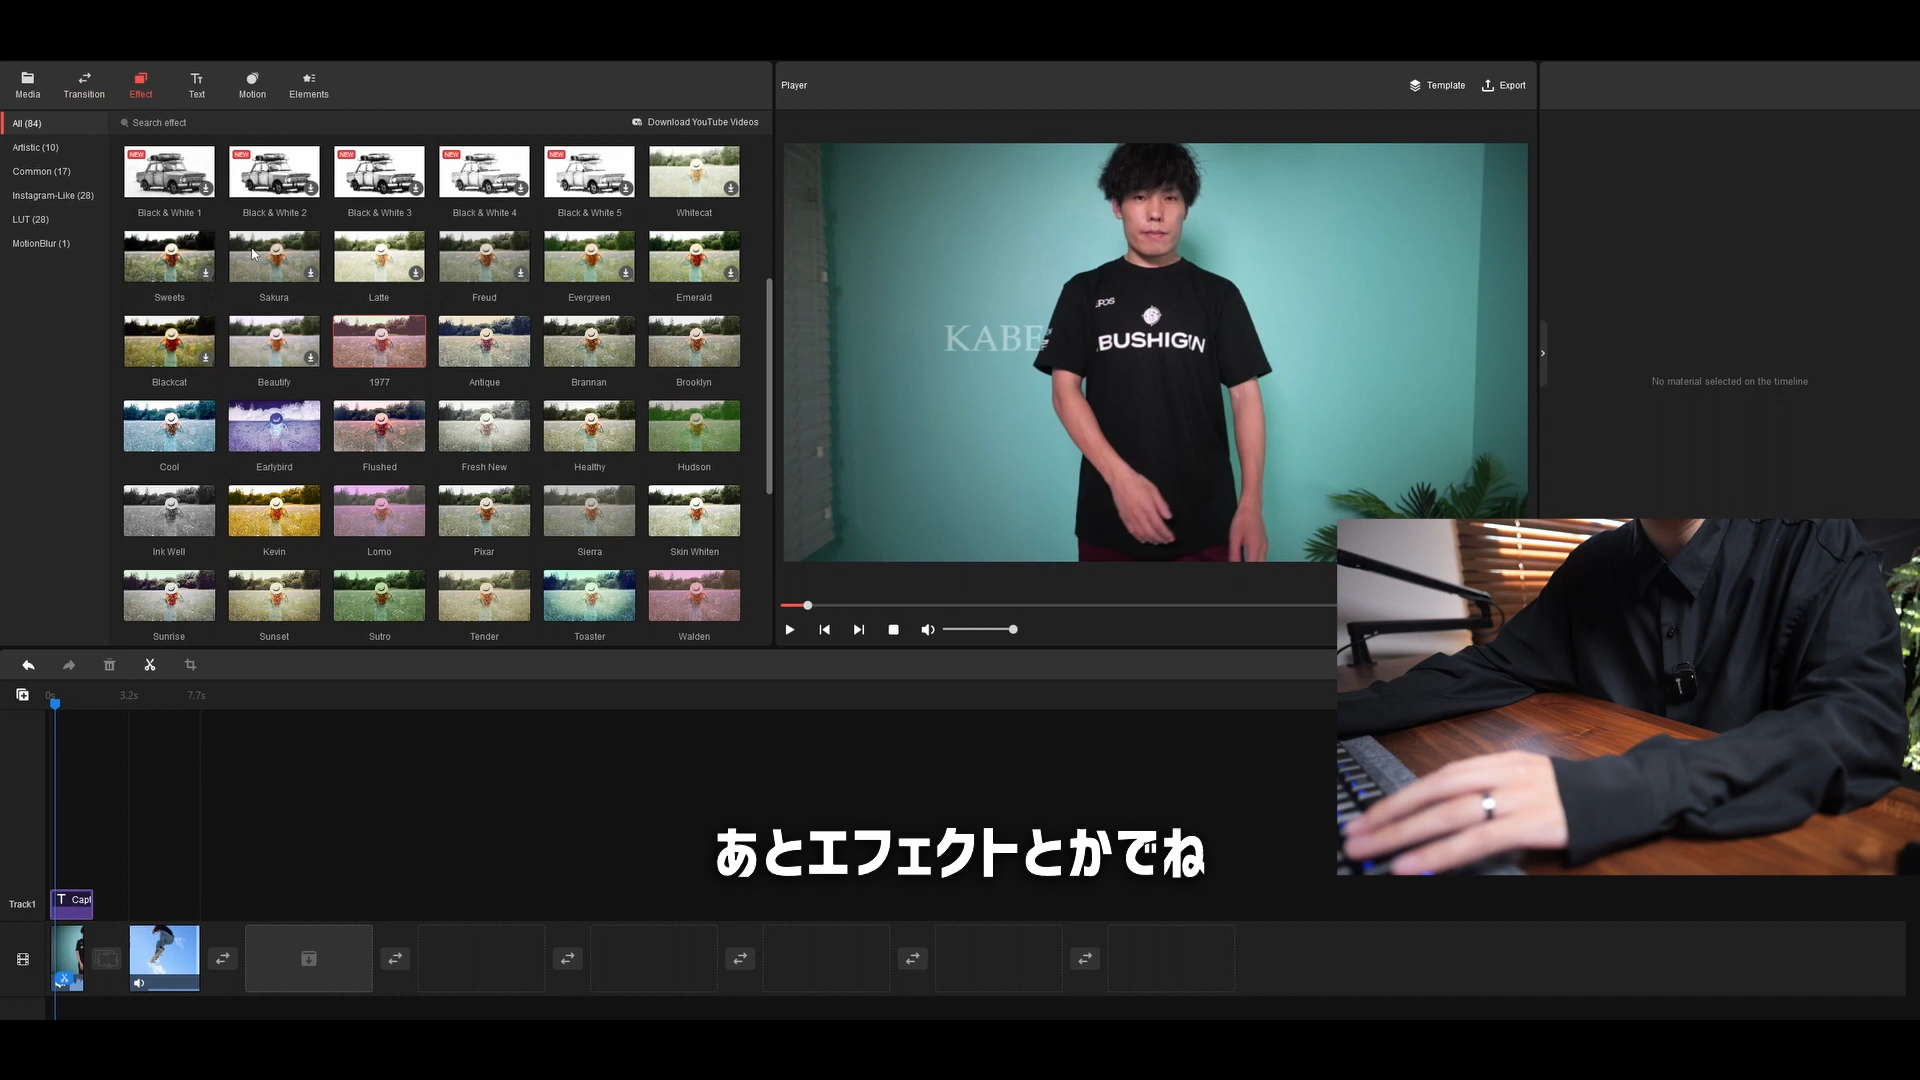 Media
Transition
Effect
Text
Motion
Elements
Player
Template
Export
All (84)
Artistic (10)
Common (17)
Instagram-Like (28)
LUT (28)
MotionBlur (1)
Search effect
Download YouTube Videos
NEW
NEW
NEW
NEW
NEW
Black & White 1
Black & White 2
Black & White 3
Black & White 4
Black & White 5
Whitecat
Sweets
Sakura
Latte
Freud
Evergreen
Emerald
Blackcat
Beautify
1977
Antique
Brannan
Brooklyn
Cool
Earlybird
Flushed
Fresh New
Healthy
Hudson
Ink Well
Kevin
Lomo
Pixar
Sierra
Skin Whiten
Sunrise
Sunset
Sutro
Tender
Toaster
Walden
KABE
BUSHIGIN
No material selected on the timeline
0s
3.2s
7.7s
あとエフェクトとかでね
Track1
T Capt